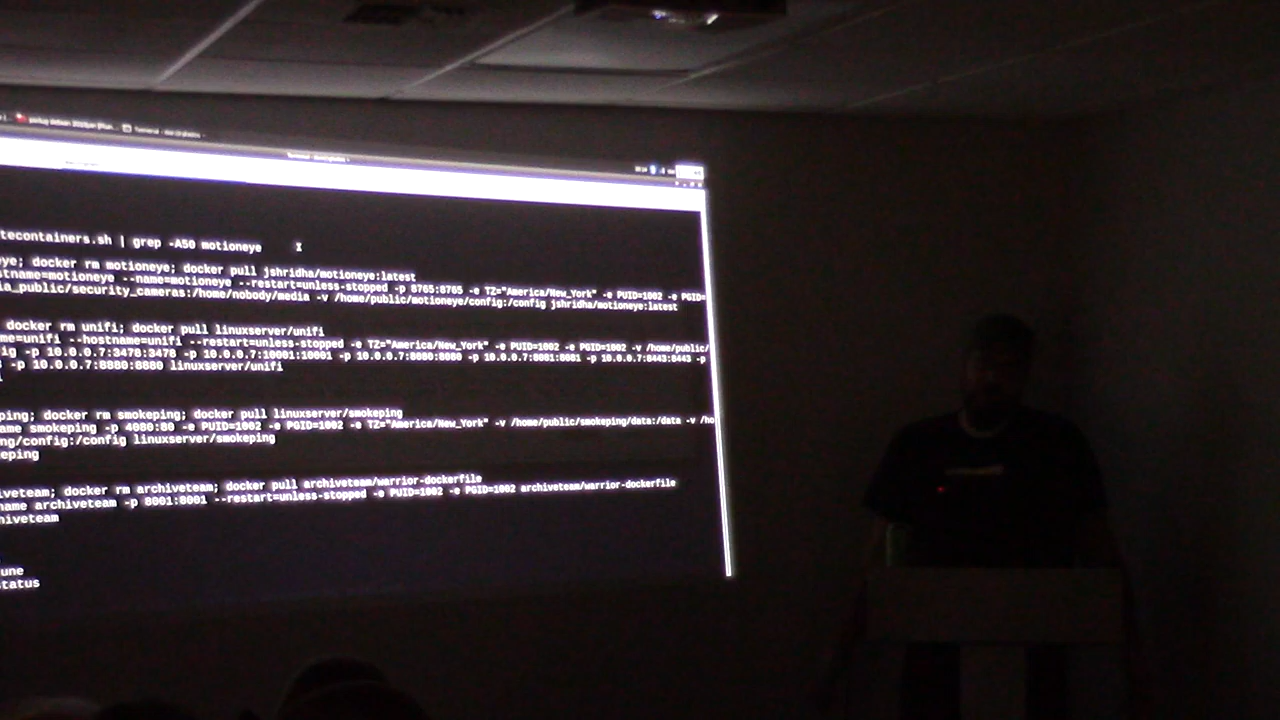 tecontainers.sh | grep -A50 motioneye
ye; docker rm motioneye; docker pull jshridha/motioneye:latest
stname=motioneye --name=motioneye --restart=unless-stopped -p 8765:8765 -e TZ="America/New_York" -e PUID=1002 -e PGID=
ia_public/security_cameras:/home/nobody/media -v /home/public/motioneye/config:/config jshridha/motioneye:latest
docker rm unifi; docker pull linuxserver/unifi
me=unifi --hostname=unifi --restart=unless-stopped -e TZ="America/New_York" -e PUID=1002 -e PGID=1002 -v /home/public/
ig -p 10.0.0.7:3478:3478 -p 10.0.0.7:10001:10001 -p 10.0.0.7:8080:8080 -p 10.0.0.7:8081:8081 -p 10.0.0.7:8443:8443 -p
-p 10.0.0.7:8880:8880 linuxserver/unifi
ping; docker rm smokeping; docker pull linuxserver/smokeping
ame smokeping -p 4080:80 -e PUID=1002 -e PGID=1002 -e TZ="America/New_York" -v /home/public/smokeping/data:/data -v /ho
ng/config:/config linuxserver/smokeping
eping
iveteam; docker rm archiveteam; docker pull archiveteam/warrior-dockerfile
name archiveteam -p 8001:8001 --restart=unless-stopped -e PUID=1002 -e PGID=1002 archiveteam/warrior-dockerfile
hiveteam
une
status